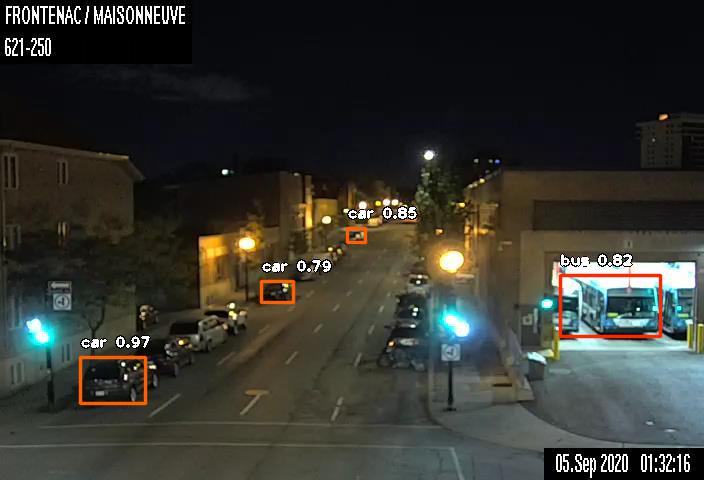 FRONTENAC / MAISONNEUVE
621-250
car 0.85
bus 0.82
car 0.79
car 0.97
05.Sep 2020 01:32:16